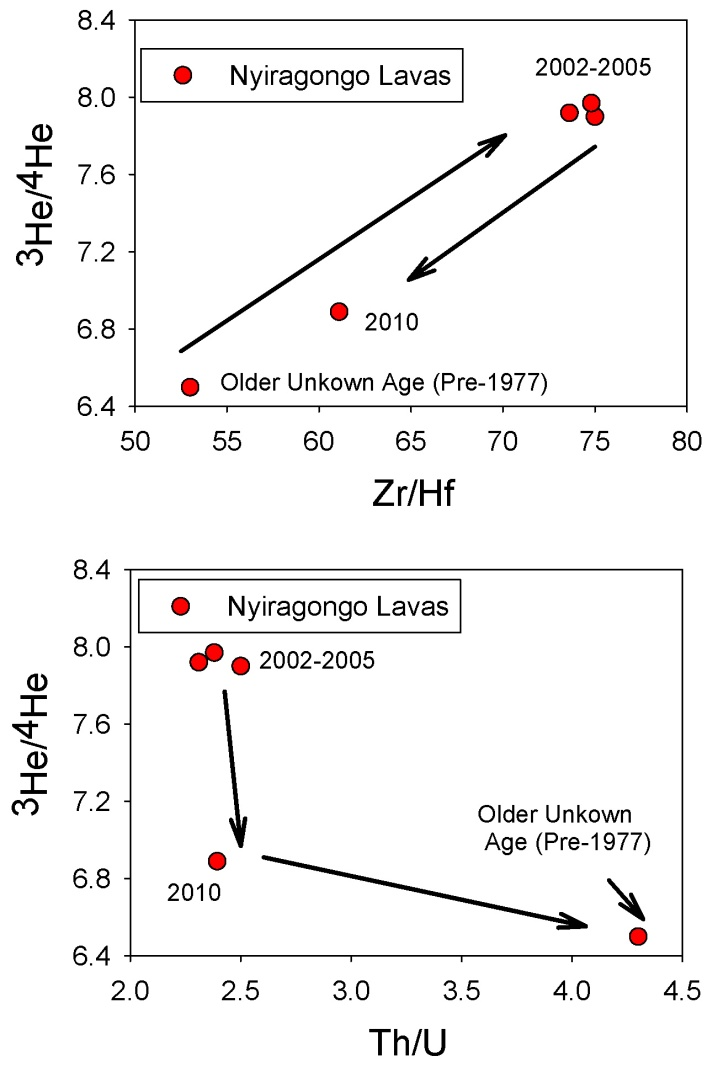 8.4
Nyiragongo Lavas
2002-2005
8.0
7.6
7.2
6.8
6.4
³He/⁴He
2010
Older Unkown Age (Pre-1977)
50 55 60 65 70 75 80
Zr/Hf
8.4
Nyiragongo Lavas
8.0
2002-2005
7.6
7.2
6.8
6.4
³He/⁴He
Older Unkown
Age (Pre-1977)
2010
2.0 2.5 3.0 3.5 4.0 4.5
Th/U